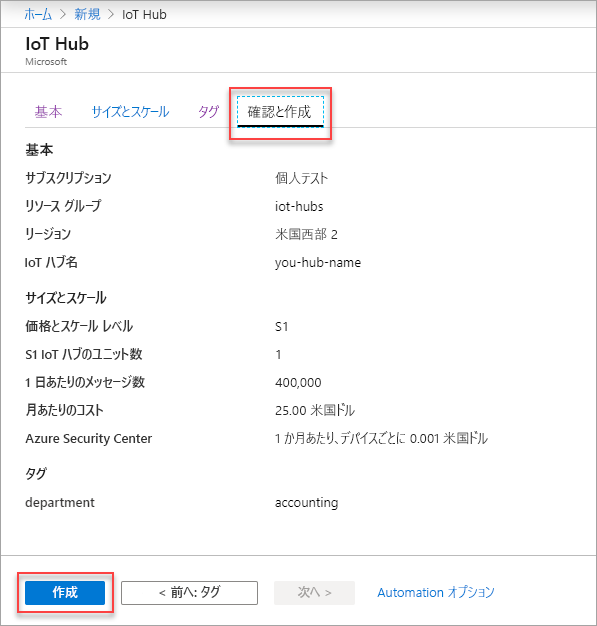 ホーム > 新規 > IoT Hub
IoT Hub
Microsoft
基本 サイズとスケール タグ 確認と作成
基本
サブスクリプション 個人テスト
リソース グループ iot-hubs
リージョン 米国西部 2
IoT ハブ名 you-hub-name
サイズとスケール
価格とスケール レベル S1
S1 IoT ハブのユニット数 1
1 日あたりのメッセージ数 400,000
月あたりのコスト 25.00 米国ドル
Azure Security Center 1 か月あたり、デバイスごとに 0.001 米国ドル
タグ
department accounting
作成 < 前へ: タグ 次へ > Automation オプション